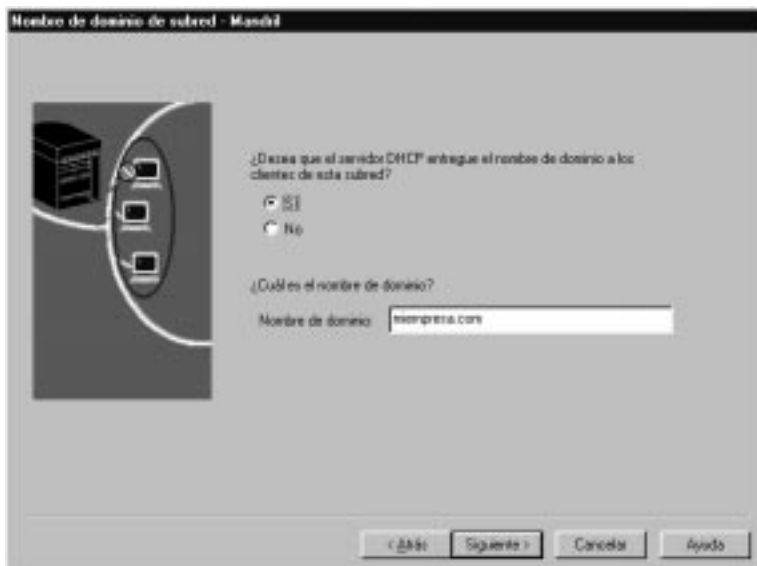 Nombre de dominio de subred - Mandril
¿Desea que el servidor DHCP entregue el nombre de dominio a los
clientes de esta subred?
Sí
No
¿Cuál es el nombre de dominio?
Nombre de dominio: miempresa.com
< Atrás
Siguiente >
Cancelar
Ayuda